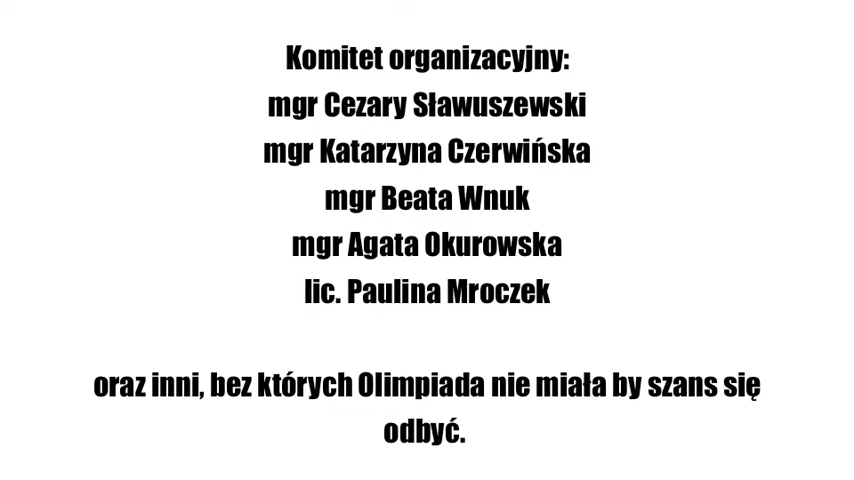 Komitet organizacyjny:
mgr Cezary Sławuszewski
mgr Katarzyna Czerwińska
mgr Beata Wnuk
mgr Agata Okurowska
lic. Paulina Mroczek
oraz inni, bez których Olimpiada nie miała by szans się
odbyć.